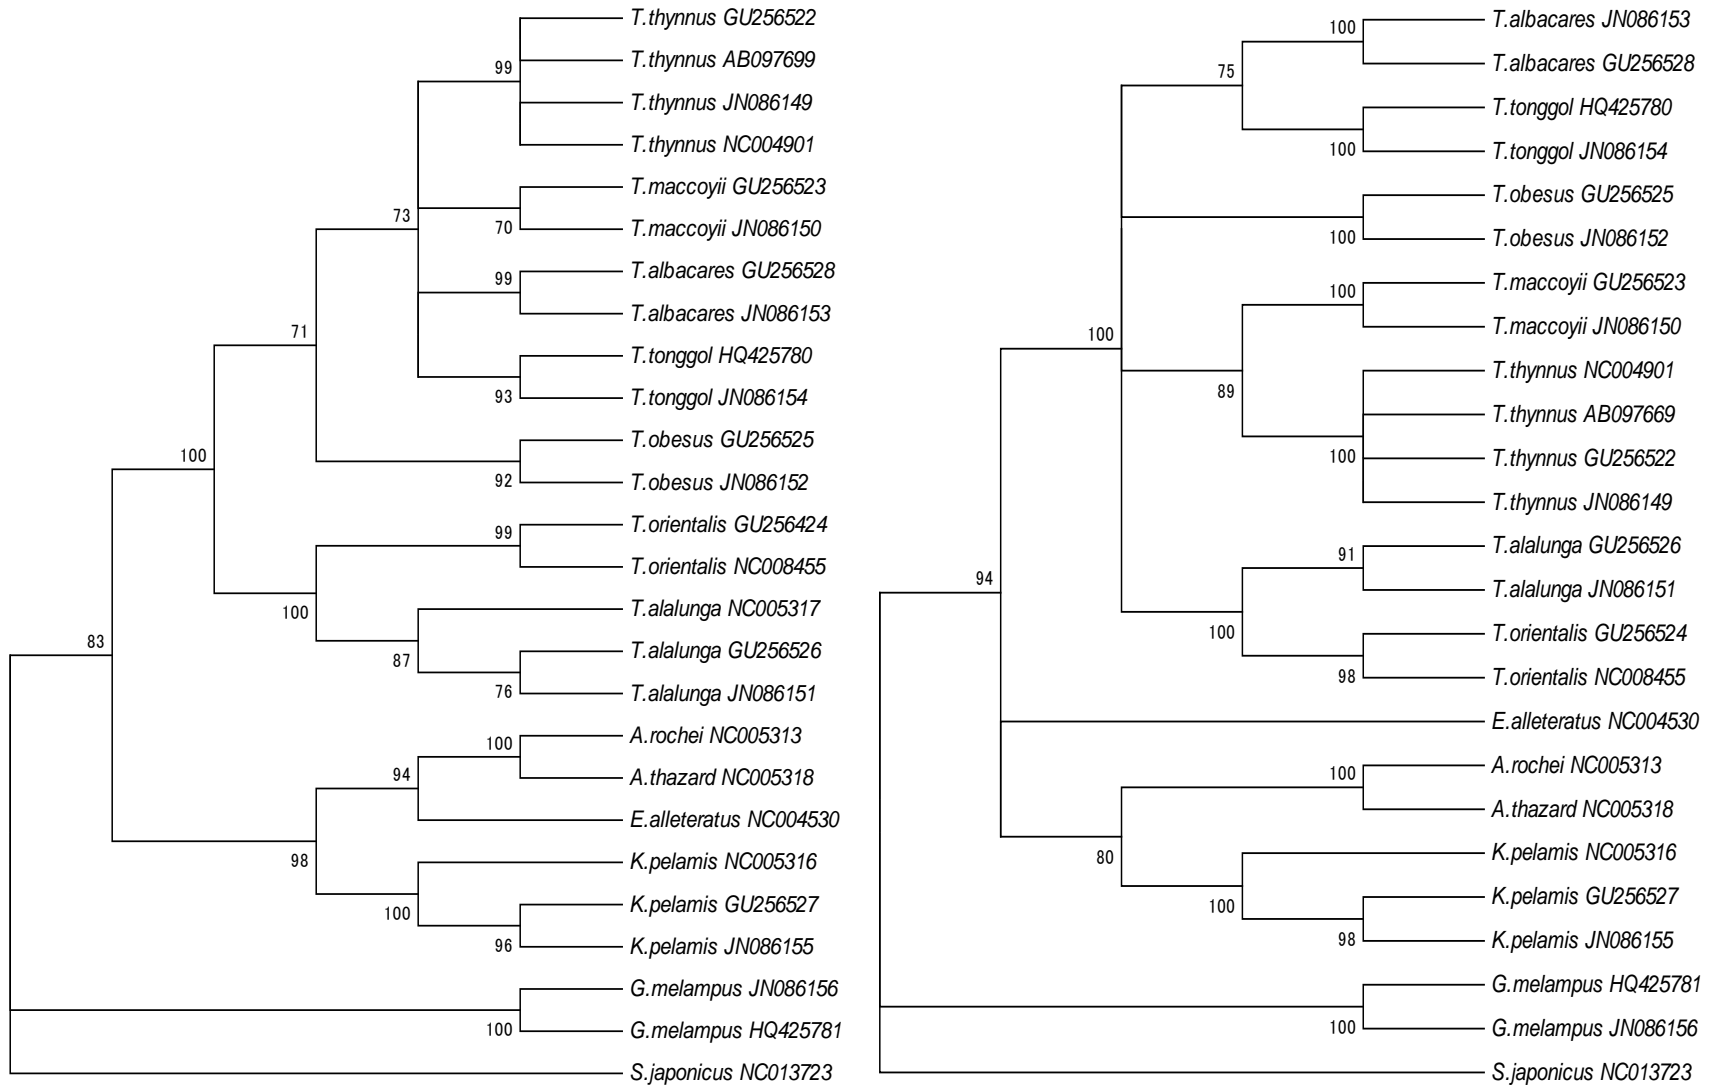 T.thynnus GU256522
T.thynnus AB097699
99
T.thynnus JN086149
T.thynnus NC004901
T.maccoyii GU256523
73
70
T.maccoyii JN086150
T.albacares GU256528
99
T.albacares JN086153
71
T.tonggol HQ425780
93
T.tonggol JN086154
T.obesus GU256525
100
92
T.obesus JN086152
T.orientalis GU256424
99
T.orientalis NC008455
100
T.alalunga NC005317
83
T.alalunga GU256526
87
76
T.alalunga JN086151
A.rochei NC005313
100
94
A.thazard NC005318
E.alleteratus NC004530
98
K.pelamis NC005316
100
K.pelamis GU256527
96
K.pelamis JN086155
G.melampus JN086156
100
G.melampus HQ425781
S.japonicus NC013723
T.albacares JN086153
100
T.albacares GU256528
75
T.tonggol HQ425780
100
T.tonggol JN086154
T.obesus GU256525
100
T.obesus JN086152
T.maccoyii GU256523
100
T.maccoyii JN086150
100
T.thynnus NC004901
89
T.thynnus AB097669
100
T.thynnus GU256522
T.thynnus JN086149
T.alalunga GU256526
91
94
T.alalunga JN086151
100
T.orientalis GU256524
98
T.orientalis NC008455
E.alleteratus NC004530
A.rochei NC005313
100
A.thazard NC005318
80
K.pelamis NC005316
100
K.pelamis GU256527
98
K.pelamis JN086155
G.melampus HQ425781
100
G.melampus JN086156
S.japonicus NC013723